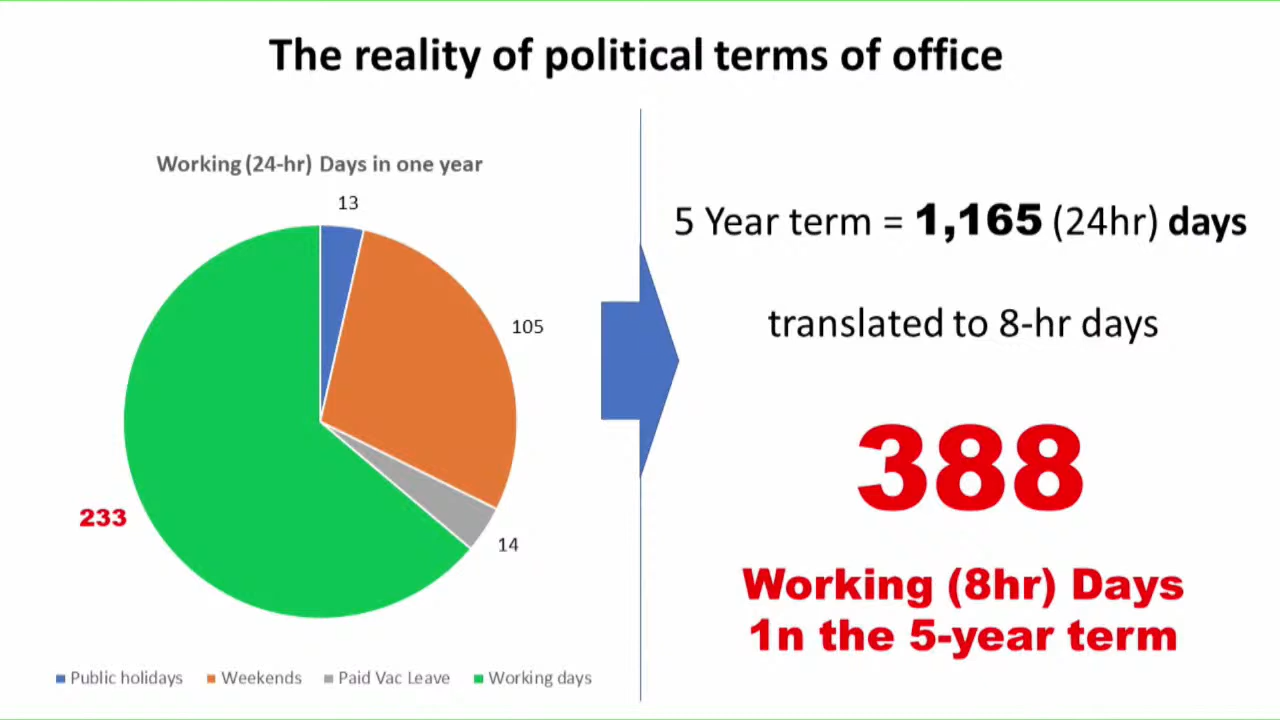 The reality of political terms of office
Working (24-hr) Days in one year
13
105
14
233
Public holidays Weekends Paid Vac Leave Working days
5 Year term = 1,165 (24hr) days
translated to 8-hr days
388
Working (8hr) Days
1n the 5-year term